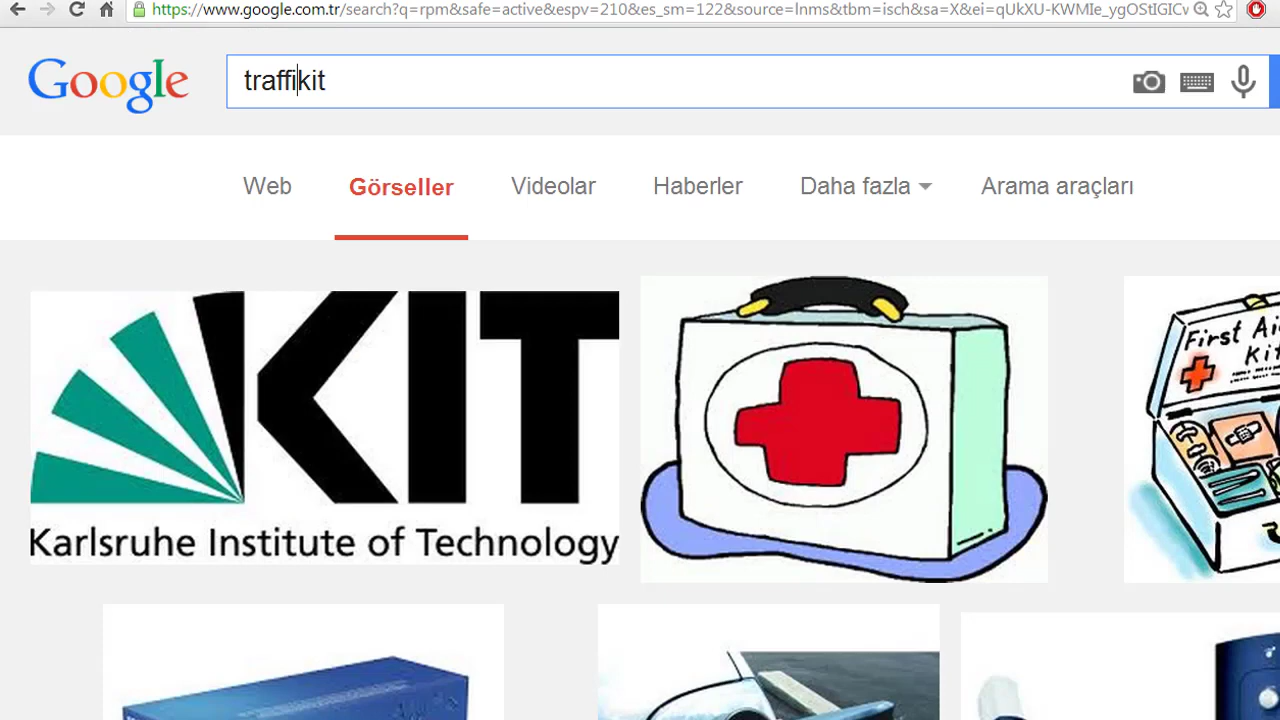 https://www.google.com.tr/search?q=rpm&safe=active&espv=210&es_sm=122&source=lnms&tbm=isch&sa=X&ei=qUkXU-KWMIe_ygOStIGICv
Google
traffikit
Web Görseller Videolar Haberler Daha fazla Arama araçları
KIT
Karlsruhe Institute of Technology
First Ai
Kit